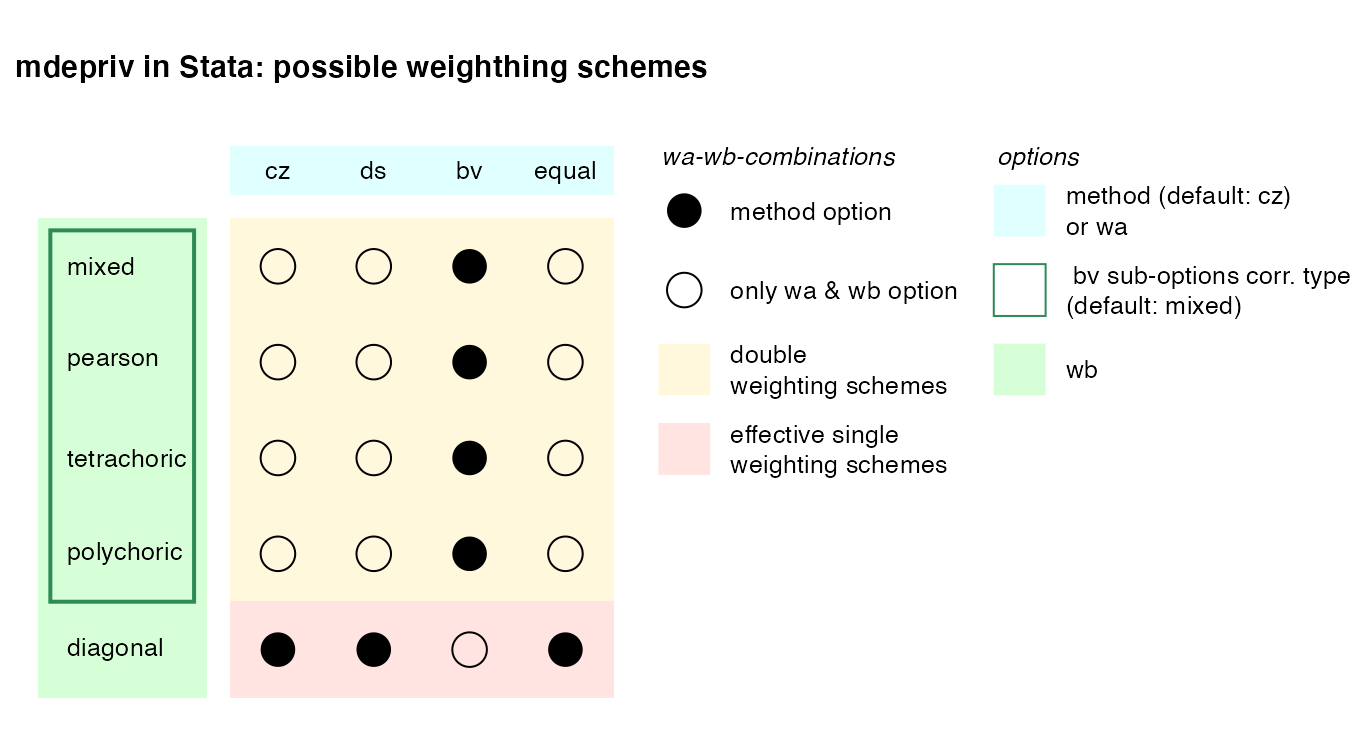 mdepriv in Stata: possible weighthing schemes
cz ds bv equal
mixed
pearson
tetrachoric
polychoric
diagonal
wa-wb-combinations
method option
only wa & wb option
double
weighting schemes
effective single
weighting schemes
options
method (default: cz)
or wa
bv sub-options corr. type
(default: mixed)
wb